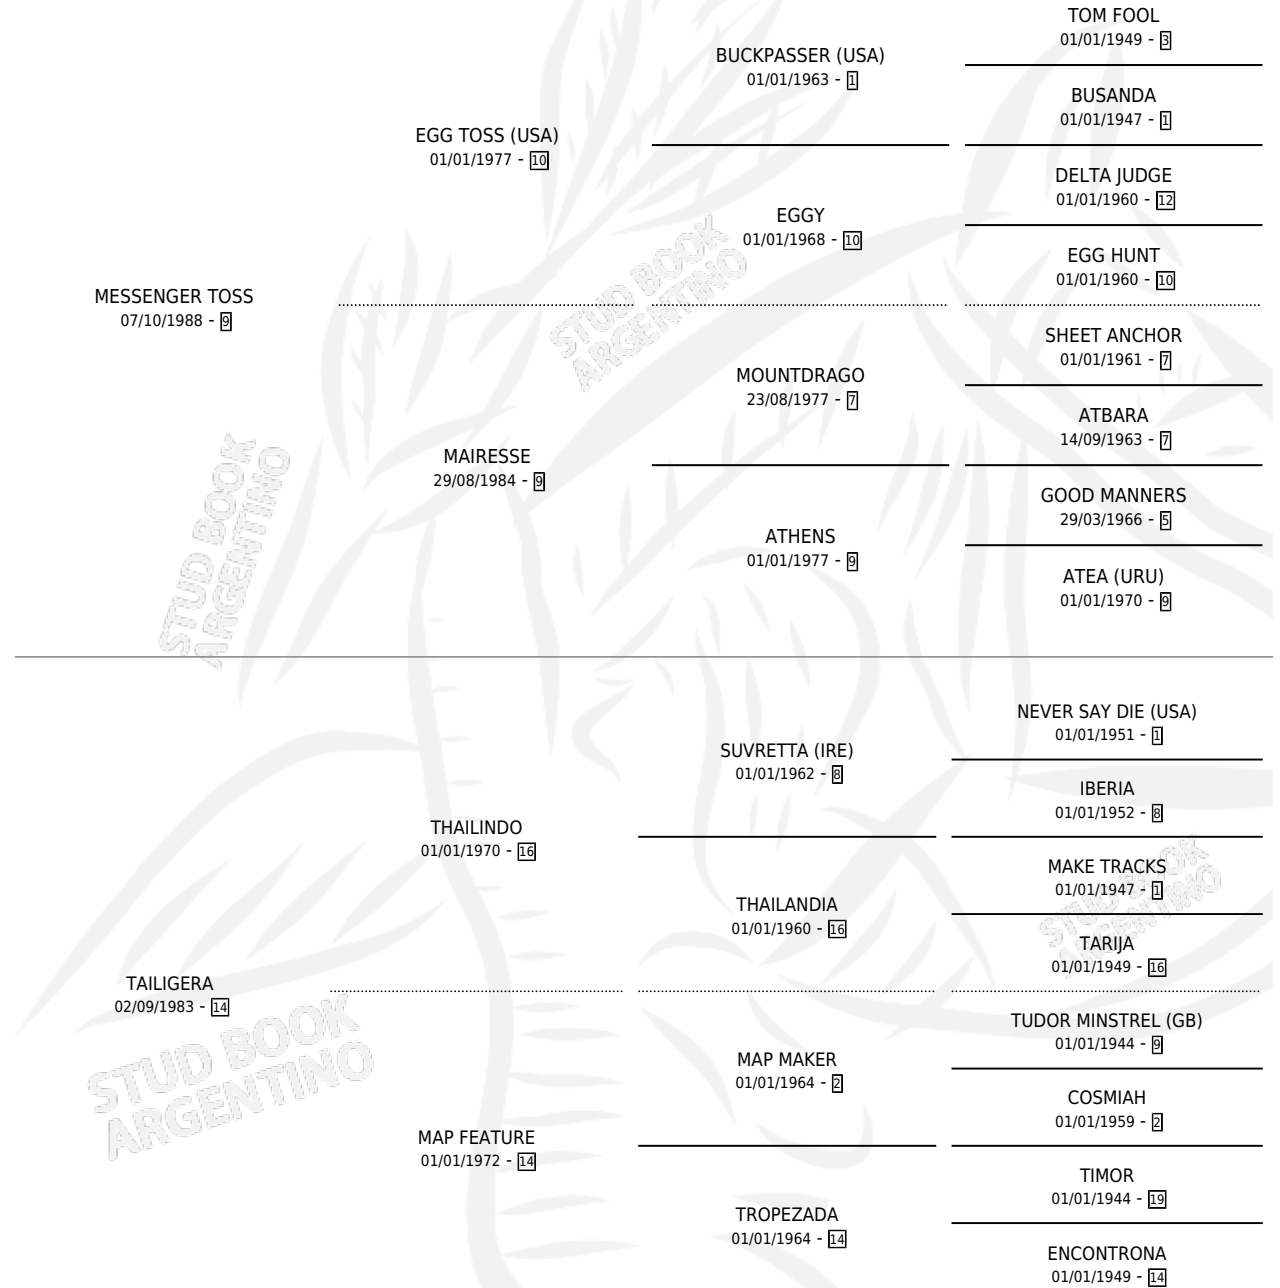 TOM FOOL
01/01/1949 - 3
BUCKPASSER (USA)
01/01/1963 - 1
BUSANDA
01/01/1947 - 1
EGG TOSS (USA)
01/01/1977 - 10
DELTA JUDGE
01/01/1960 - 12
EGGY
01/01/1968 - 10
EGG HUNT
01/01/1960 - 10
MESSENGER TOSS
07/10/1988 - 9
STUD BOOK
ARGENTINO
SHEET ANCHOR
01/01/1961 - 7
MOUNTDRAGO
23/08/1977 - 7
ATBARA
14/09/1963 - 7
MAIRESSE
29/08/1984 - 9
GOOD MANNERS
29/03/1966 - 5
ATHENS
01/01/1977 - 9
ATEA (URU)
01/01/1970 - 9
STUD BOOK
ARGENTINO
NEVER SAY DIE (USA)
01/01/1951 - 1
SUVRETTA (IRE)
01/01/1962 - 8
IBERIA
01/01/1952 - 8
THAILINDO
01/01/1970 - 16
MAKE TRACKS
01/01/1947 - 1
THAILANDIA
01/01/1960 - 16
TARIJA
01/01/1949 - 16
STUD BOOK
ARGENTINO
TAILIGERA
02/09/1983 - 14
TUDOR MINSTREL (GB)
01/01/1944 - 9
MAP MAKER
01/01/1964 - 2
COSMIAH
01/01/1959 - 2
STUD BOOK
ARGENTINO
MAP FEATURE
01/01/1972 - 14
TIMOR
01/01/1944 - 19
TROPEZADA
01/01/1964 - 14
ENCONTRONA
01/01/1949 - 14